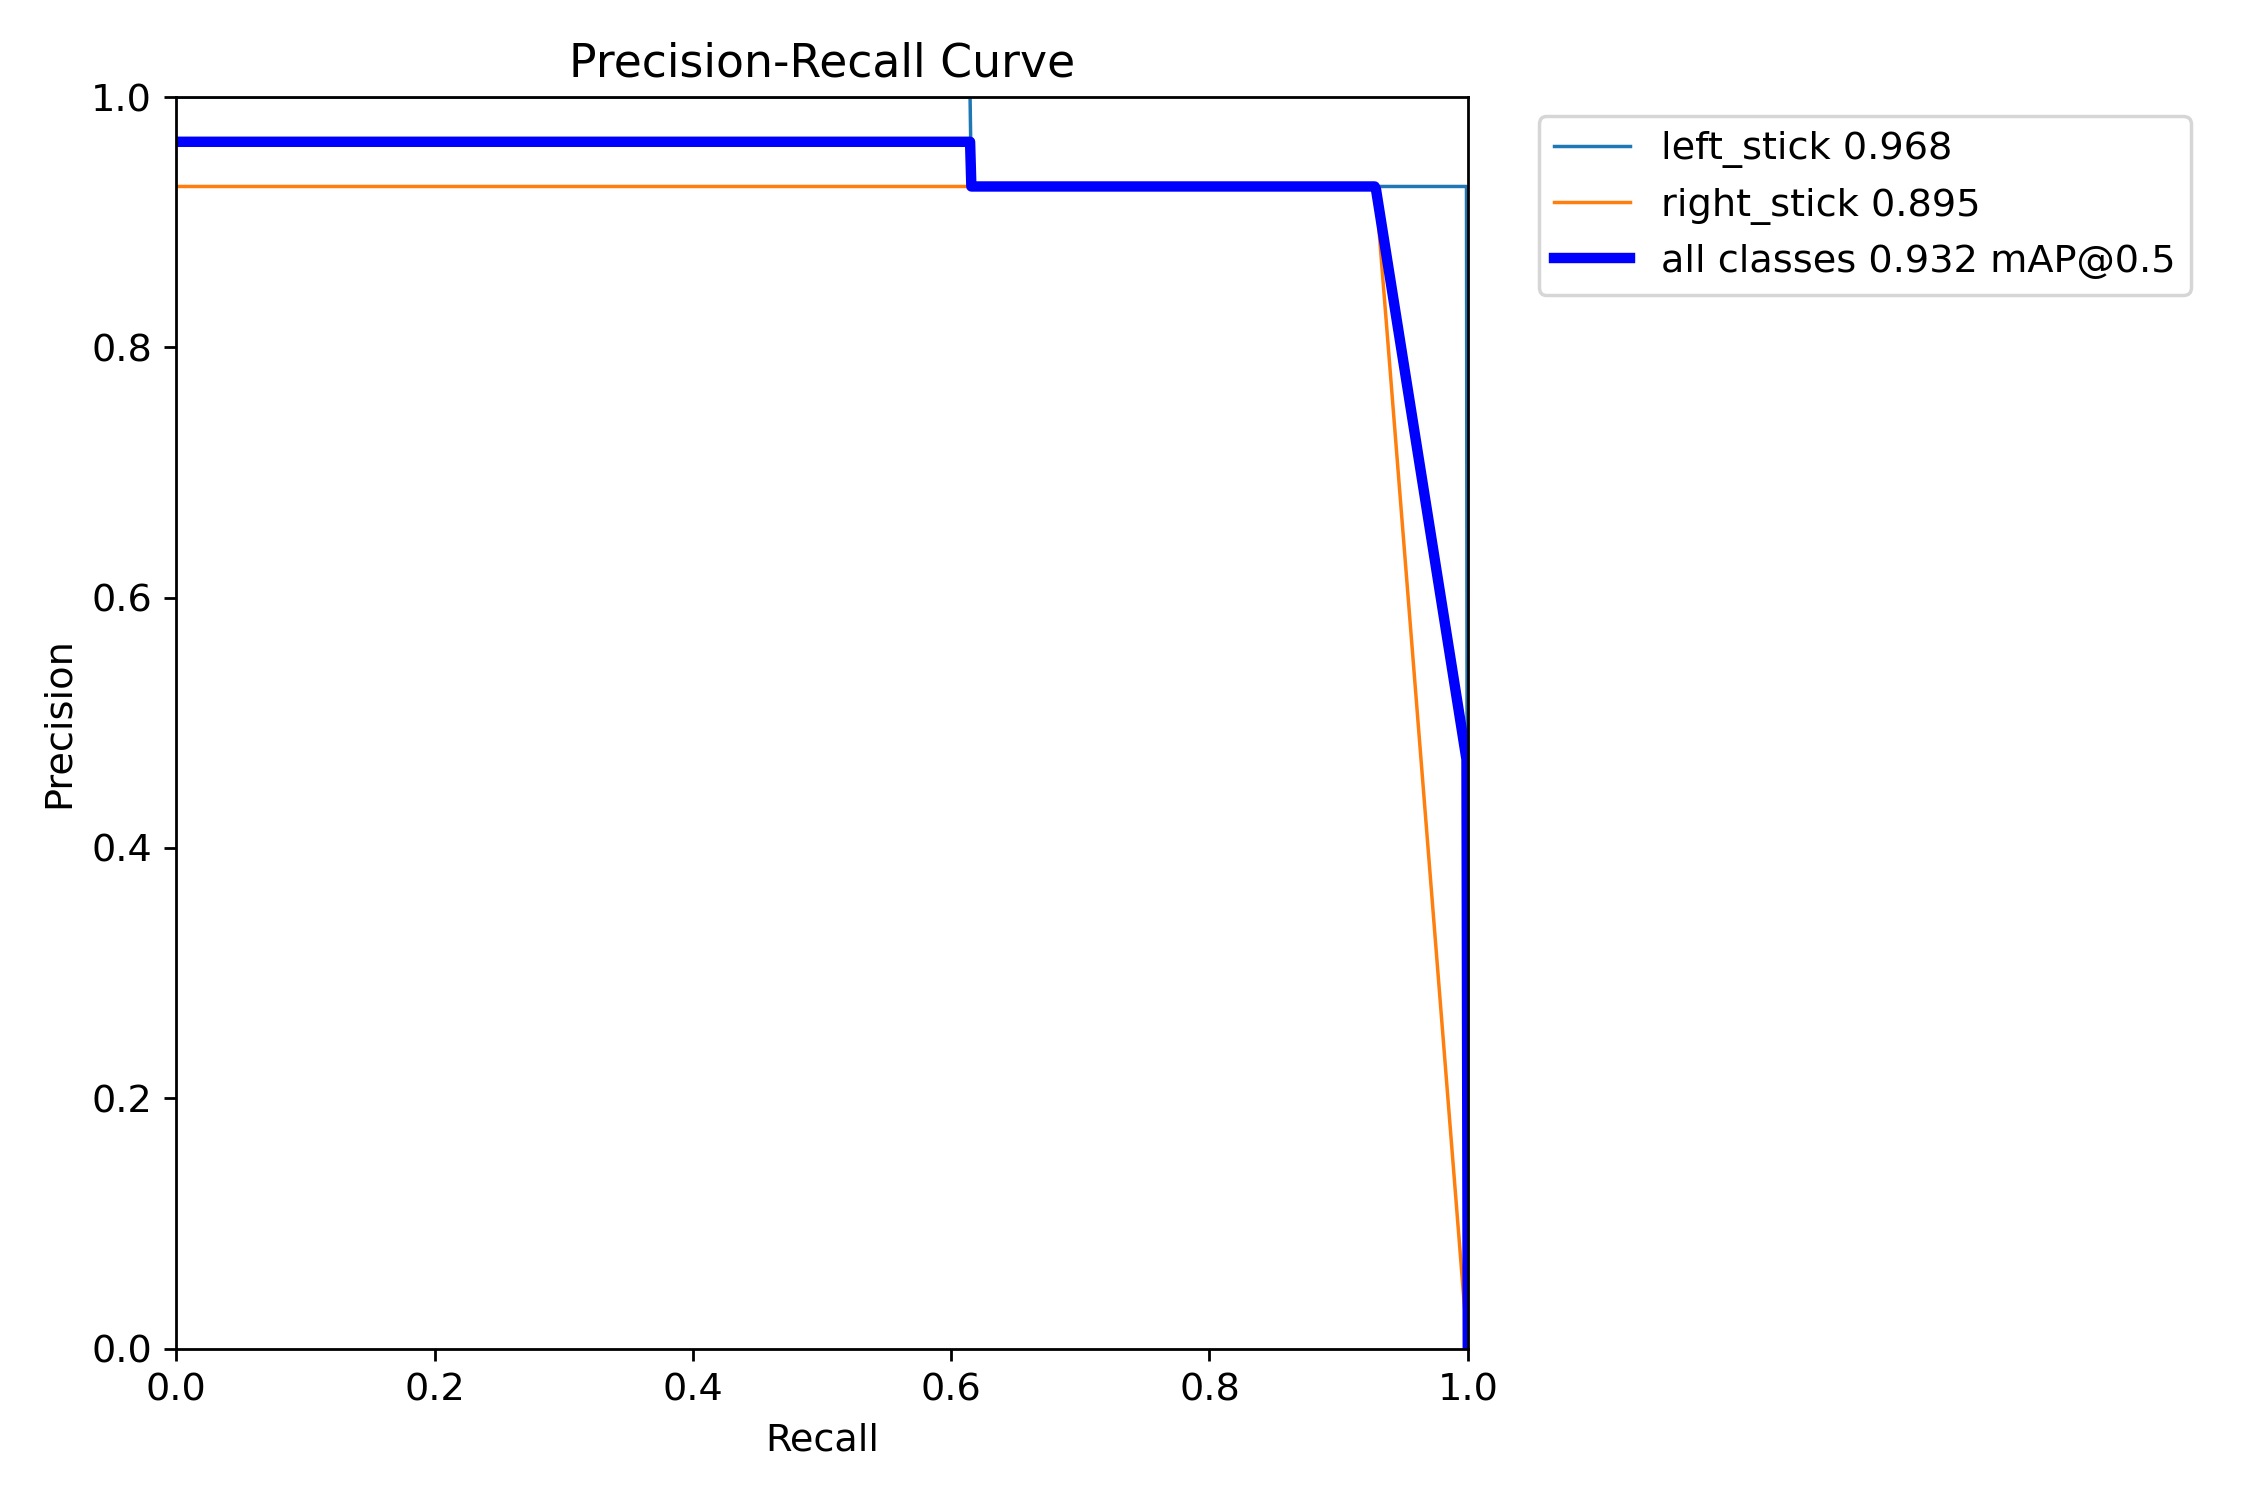 Precision-Recall Curve
1.0
0.8
0.6
0.4
0.2
0.0
Precision
0.0 0.2 0.4 0.6 0.8 1.0
Recall
left_stick 0.968
right_stick 0.895
all classes 0.932 mAP@0.5